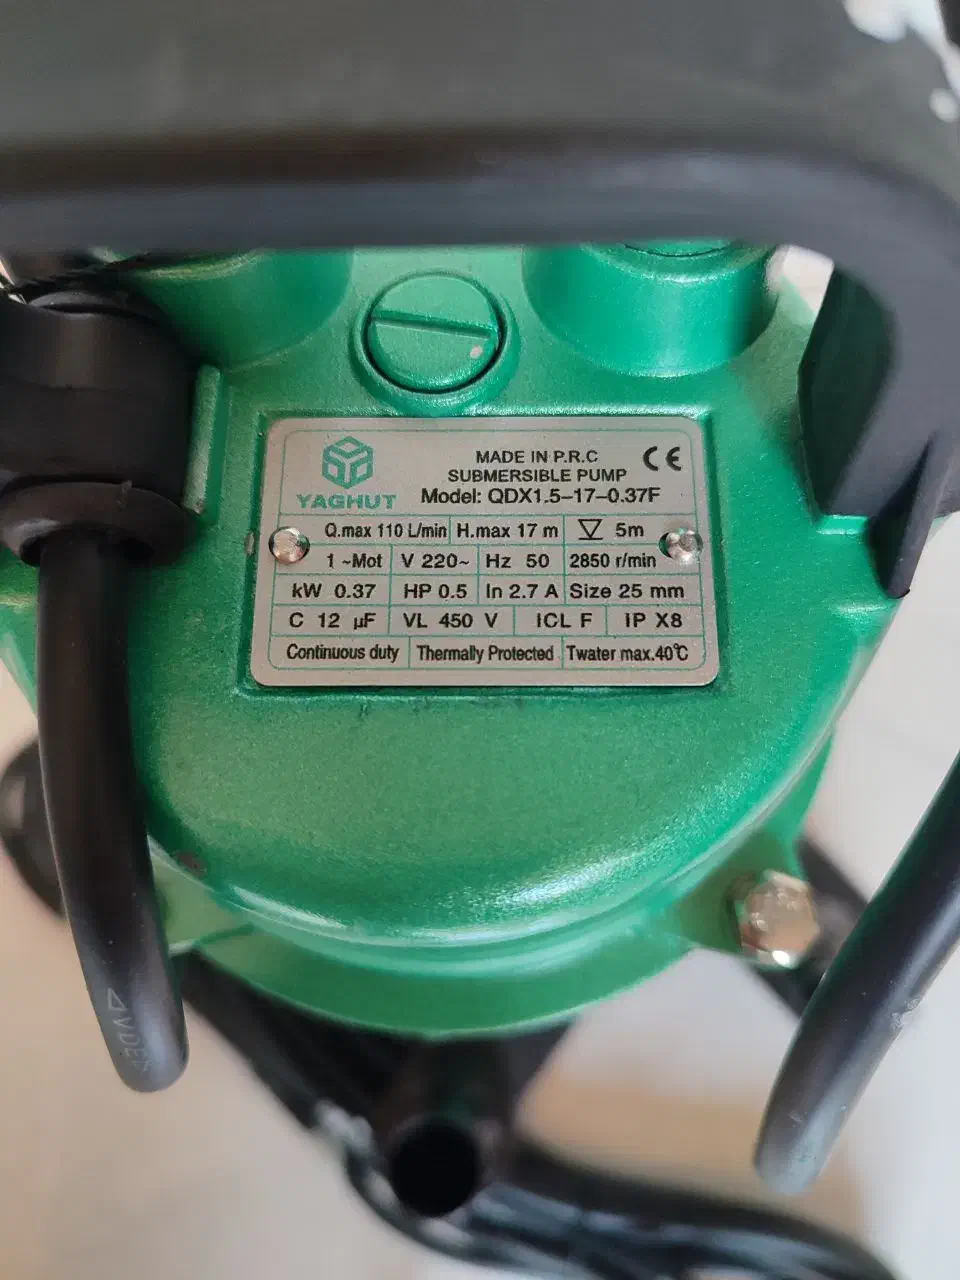 YAGHUT
MADE IN P.R.C
SUBMERSIBLE PUMP
Model: QDX1.5-17-0.37F
CE
Q.max 110 L/min H.max 17 m 5m
1 ~Mot V 220~ Hz 50 2850 r/min
kW 0.37 HP 0.5 In 2.7 A Size 25 mm
C 12 µF VL 450 V ICL F IP X8
Continuous duty Thermally Protected Twater max.40℃